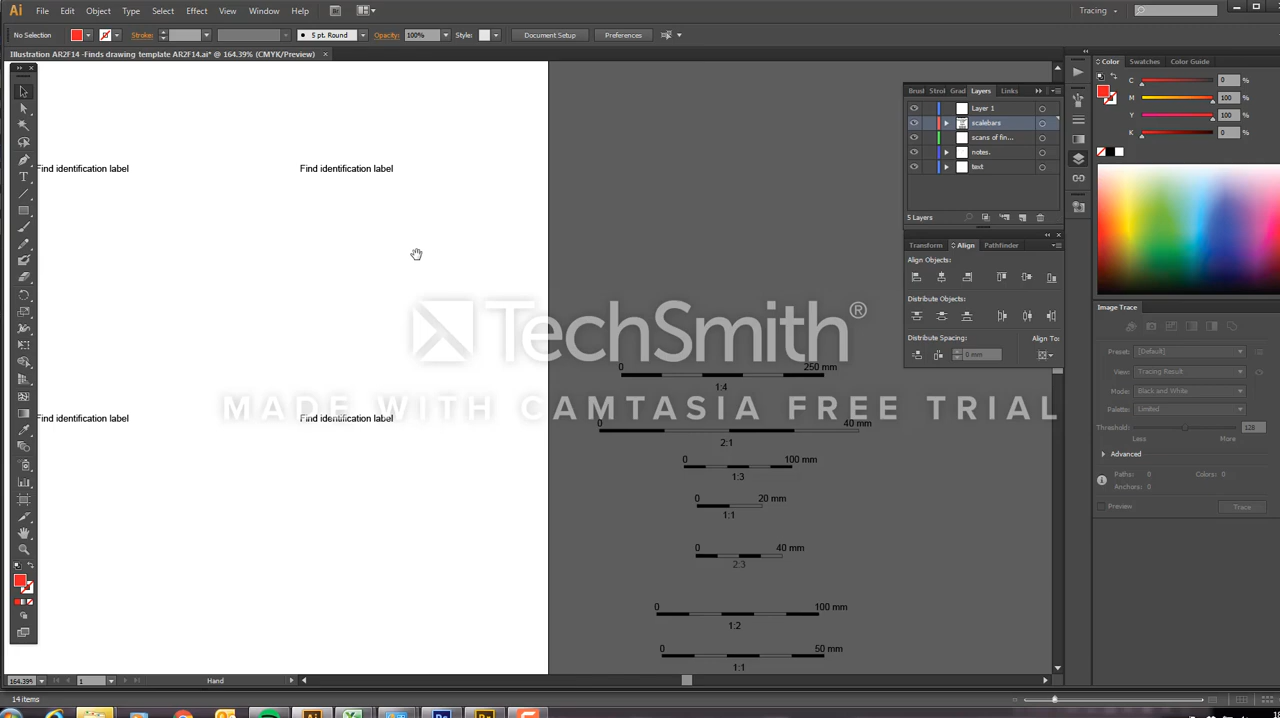 Ai File Edit Object Type Select Effect View Window Help Br Tracing
No Selection Stroke: 5 pt. Round Opacity: 100% Style: Document Setup Preferences
Illustration AR2F14 -Finds drawing template AR2F14.ai* @ 164.39% (CMYK/Preview) ×
Color Swatches Color Guide
C 0 %
M 100 %
Y 100 %
K 0 %
Brus Strol Grad Layers Links
Layer 1
scalebars
scans of fin...
notes.
text
5 Layers
Transform Align Pathfinder
Align Objects:
Distribute Objects:
Distribute Spacing: Align To:
0 mm
Image Trace
Preset: [Default]
View: Tracing Result
Mode: Black and White
Palette: Limited
Threshold: 128
Less More
Advanced
Paths: 0 Colors: 0
Anchors: 0
Preview Trace
Find identification label Find identification label
Find identification label Find identification label
TechSmith®
MADE WITH CAMTASIA FREE TRIAL
0 250 mm
1:4
0 40 mm
2:1
0 100 mm
1:3
0 20 mm
1:1
0 40 mm
2:3
0 100 mm
1:2
0 50 mm
1:1
164.39% 1 Hand
14 items